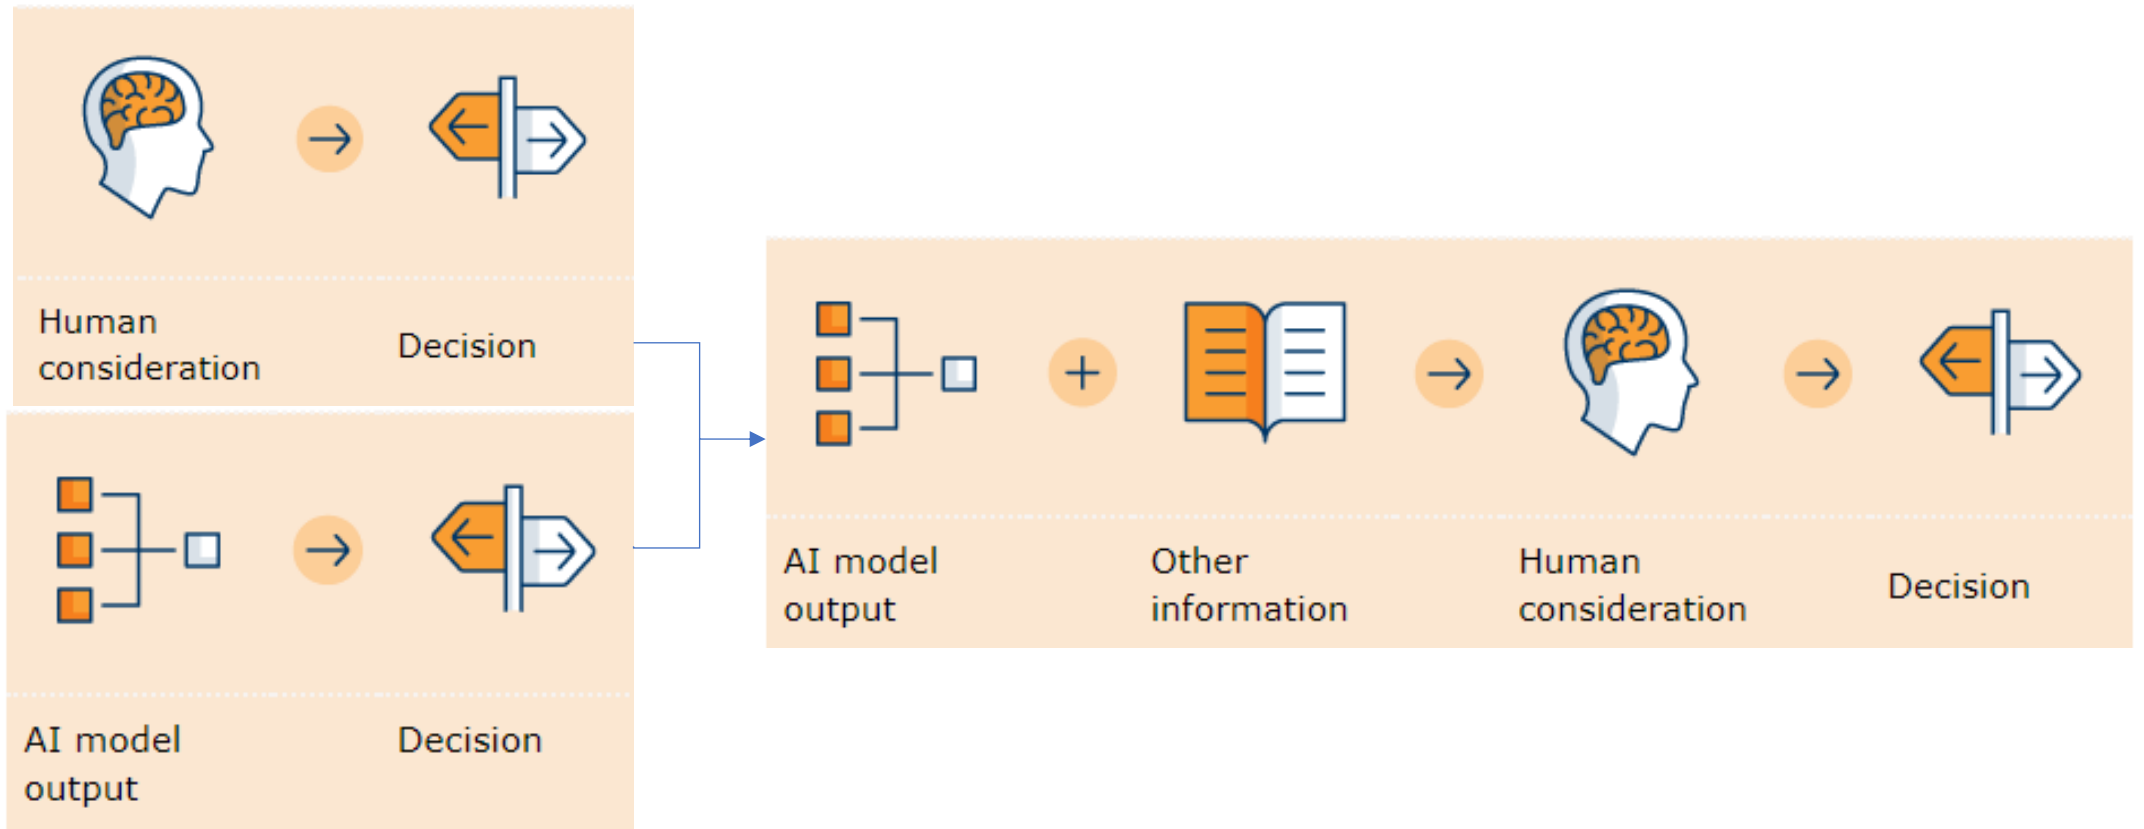 Human
consideration
Decision
AI model
output
Decision
AI model
output
Other
information
Human
consideration
Decision